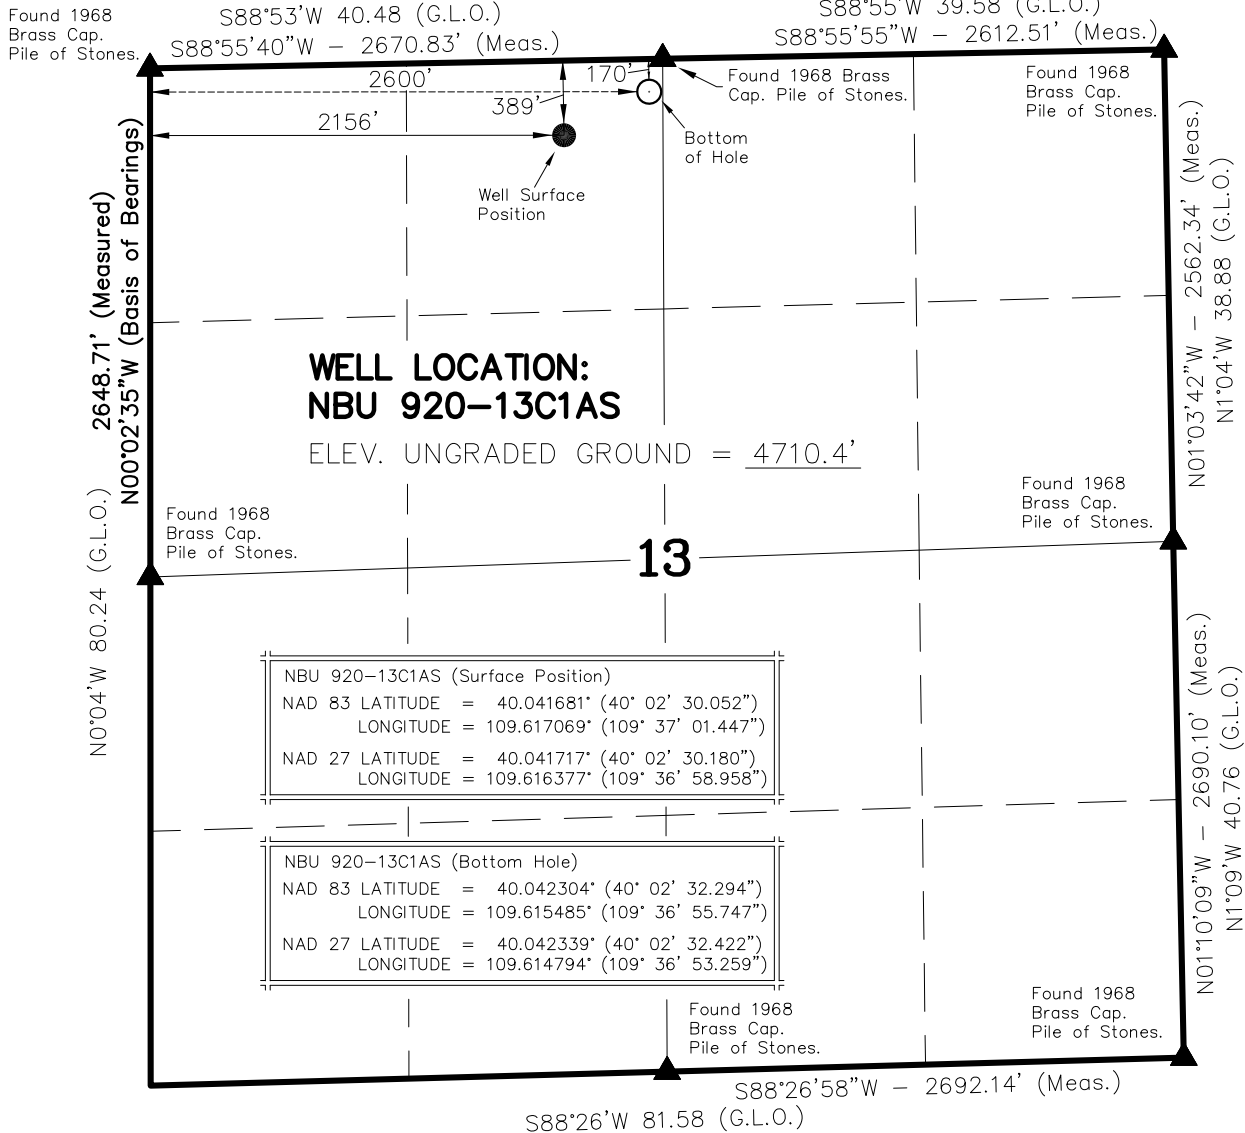 Found 1968
Brass Cap.
Pile of Stones.
S88°53'W 40.48 (G.L.O.)
S88°55'40"W – 2670.83' (Meas.)
S88°55'W 39.58 (G.L.O.)
S88°55'55"W – 2612.51' (Meas.)
2600'
170'
389'
2156'
Found 1968 Brass
Cap. Pile of Stones.
Found 1968
Brass Cap.
Pile of Stones.
Bottom
of Hole
Well Surface
Position
2648.71' (Measured)
N00°02'35"W (Basis of Bearings)
N0°04'W 80.24 (G.L.O.)
N01°03'42"W – 2562.34' (Meas.)
N1°04'W 38.88 (G.L.O.)
WELL LOCATION:
NBU 920–13C1AS
ELEV. UNGRADED GROUND = 4710.4'
Found 1968
Brass Cap.
Pile of Stones.
Found 1968
Brass Cap.
Pile of Stones.
13
NBU 920–13C1AS (Surface Position)
NAD 83 LATITUDE = 40.041681° (40° 02' 30.052")
LONGITUDE = 109.617069° (109° 37' 01.447")
NAD 27 LATITUDE = 40.041717° (40° 02' 30.180")
LONGITUDE = 109.616377° (109° 36' 58.958")
NBU 920–13C1AS (Bottom Hole)
NAD 83 LATITUDE = 40.042304° (40° 02' 32.294")
LONGITUDE = 109.615485° (109° 36' 55.747")
NAD 27 LATITUDE = 40.042339° (40° 02' 32.422")
LONGITUDE = 109.614794° (109° 36' 53.259")
N01°10'09"W – 2690.10' (Meas.)
N1°09'W 40.76 (G.L.O.)
Found 1968
Brass Cap.
Pile of Stones.
Found 1968
Brass Cap.
Pile of Stones.
S88°26'58"W – 2692.14' (Meas.)
S88°26'W 81.58 (G.L.O.)